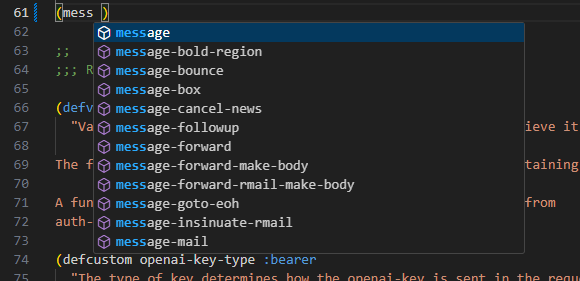 61 (mess )
62 message
63 ;; message-bold-region
64 ;;; R message-bounce
65 message-box
66 (defv message-cancel-news
67 "Va message-followup ieve it
68 message-forward
69 The f message-forward-make-body taining
70 message-forward-rmail-make-body
71 A fun message-goto-eoh from
72 auth- message-insinuate-rmail
73 message-mail
74 (defcustom openai-key-type :bearer
75 "The type of key determines how the openai-key is sent in the reque